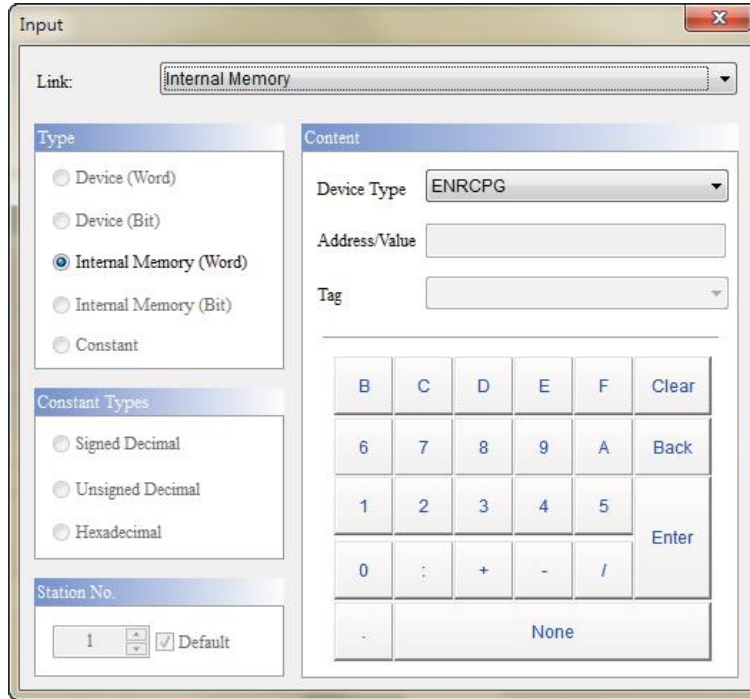 Input
Link: Internal Memory
Type
Device (Word)
Device (Bit)
Internal Memory (Word)
Internal Memory (Bit)
Constant
Constant Types
Signed Decimal
Unsigned Decimal
Hexadecimal
Station No.
1 Default
Content
Device Type ENRCPG
Address/Value
Tag
B C D E F Clear
6 7 8 9 A Back
1 2 3 4 5 Enter
0 : + - /
. None